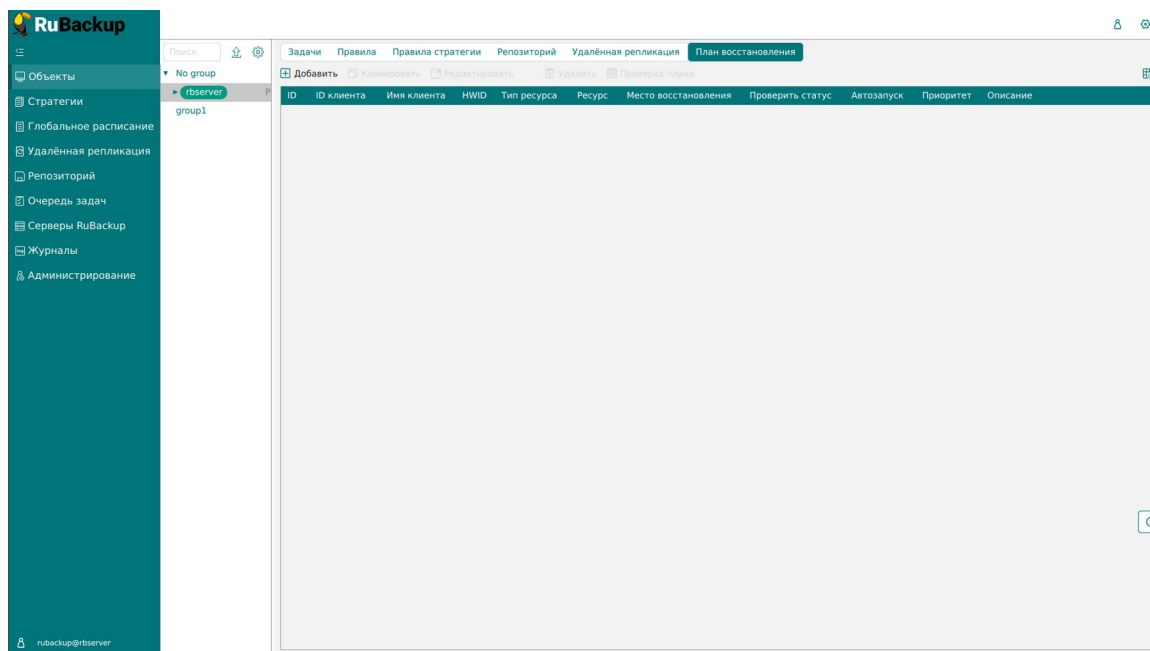 RuBackup
Объекты
Стратегии
Глобальное расписание
Удалённая репликация
Репозиторий
Очередь задач
Серверы RuBackup
Журналы
Администрирование
rubackup@rbserver
Поиск
No group
rbserver P
group1
Задачи Правила Правила стратегии Репозиторий Удалённая репликация План восстановления
Добавить Клонировать Редактировать Удалить Проверка плана
ID ID клиента Имя клиента HWID Тип ресурса Ресурс Место восстановления Проверить статус Автозапуск Приоритет Описание